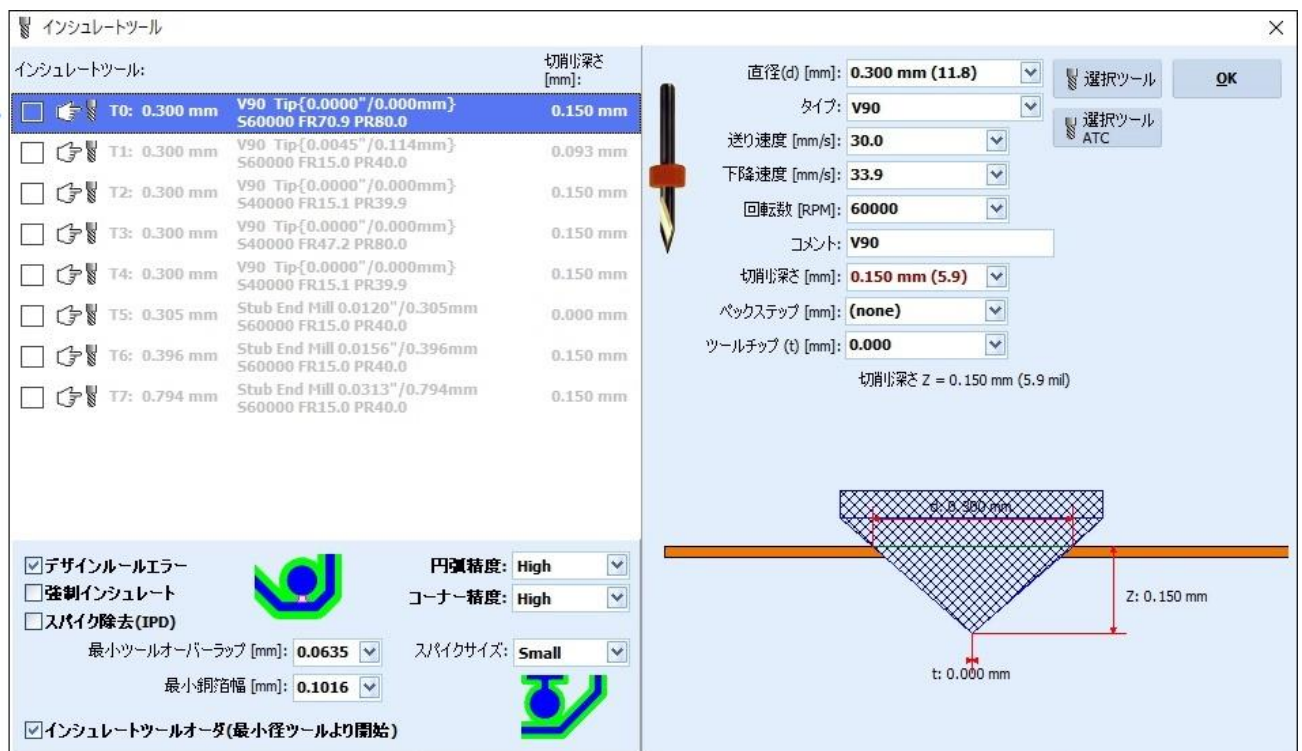 インシュレートツール
インシュレートツール:
切削深さ
[mm]:
T0: 0.300 mm
V90 Tip{0.0000"/0.000mm}
S60000 FR70.9 PR80.0
0.150 mm
T1: 0.300 mm
V90 Tip{0.0045"/0.114mm}
S60000 FR15.0 PR40.0
0.093 mm
T2: 0.300 mm
V90 Tip{0.0000"/0.000mm}
S40000 FR15.1 PR39.9
0.150 mm
T3: 0.300 mm
V90 Tip{0.0000"/0.000mm}
S40000 FR47.2 PR80.0
0.150 mm
T4: 0.300 mm
V90 Tip{0.0000"/0.000mm}
S40000 FR15.1 PR39.9
0.150 mm
T5: 0.305 mm
Stub End Mill 0.0120"/0.305mm
S60000 FR15.0 PR40.0
0.000 mm
T6: 0.396 mm
Stub End Mill 0.0156"/0.396mm
S60000 FR15.0 PR40.0
0.150 mm
T7: 0.794 mm
Stub End Mill 0.0313"/0.794mm
S60000 FR15.0 PR40.0
0.150 mm
デザインルールエラー
強制インシュレート
スパイク除去(IPD)
円弧精度: High
コーナー精度: High
最小ツールオーバーラップ [mm]: 0.0635
スパイクサイズ: Small
最小銅箔幅 [mm]: 0.1016
インシュレートツールオーダ(最小径ツールより開始)
直径(d) [mm]: 0.300 mm (11.8)
タイプ: V90
送り速度 [mm/s]: 30.0
下降速度 [mm/s]: 33.9
回転数 [RPM]: 60000
コメント: V90
切削深さ [mm]: 0.150 mm (5.9)
ペックステップ [mm]: (none)
ツールチップ (t) [mm]: 0.000
切削深さ Z = 0.150 mm (5.9 mil)
選択ツール
OK
選択ツール
ATC
d: 0.300 mm
Z: 0.150 mm
t: 0.000 mm